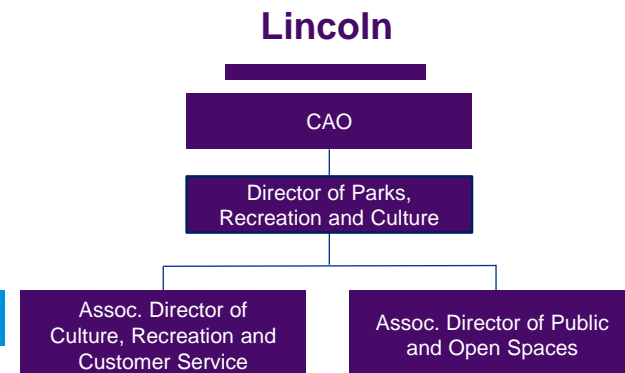 Lincoln
CAO
Director of Parks,
Recreation and Culture
Assoc. Director of
Culture, Recreation and
Customer Service
Assoc. Director of Public
and Open Spaces